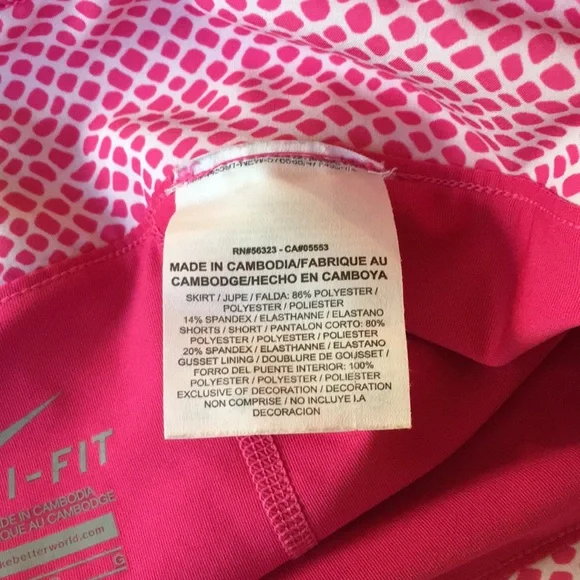 RN#56323 - CA#05553
MADE IN CAMBODIA/FABRIQUE AU
CAMBODGE/HECHO EN CAMBOYA
SKIRT / JUPE / FALDA: 86% POLYESTER /
POLYESTER / POLIESTER
14% SPANDEX / ELASTHANNE / ELASTANO
SHORTS / SHORT / PANTALON CORTO: 80%
POLYESTER / POLYESTER / POLIESTER
20% SPANDEX / ELASTHANNE / ELASTANO
GUSSET LINING / DOUBLURE DE GOUSSET /
FORRO DEL PUENTE INTERIOR: 100%
POLYESTER / POLYESTER / POLIESTER
EXCLUSIVE OF DECORATION / DECORATION
NON COMPRISE / NO INCLUYE LA
DECORACION
I-FIT
DE IN CAMBODIA
QUE AU CAMBODGE
kebetterworld.com
G